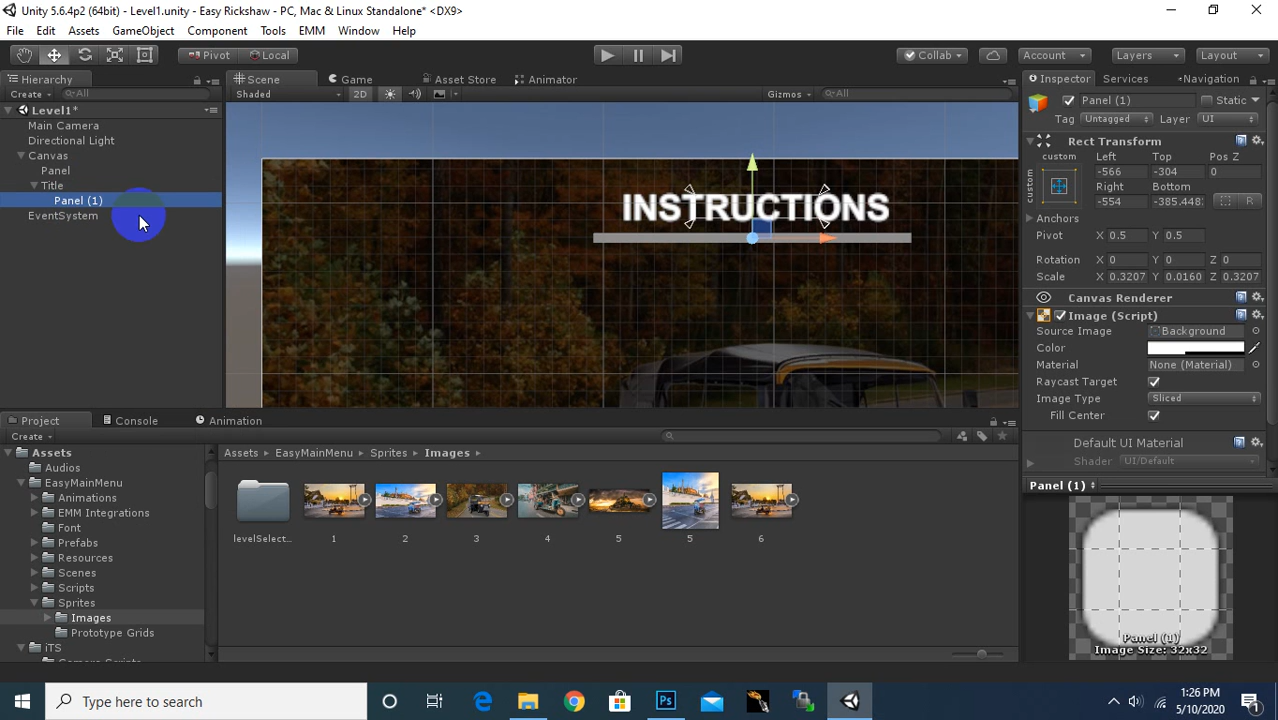 Unity 5.6.4p2 (64bit) - Level1.unity - Easy Rickshaw - PC, Mac & Linux Standalone* <DX9>
File Edit Assets GameObject Component Tools EMM Window Help
Pivot Local Collab Account Layers Layout
Hierarchy Scene Game Asset Store Animator Inspector Services Navigation
Create All Shaded 2D Gizmos All Panel (1) Static
Level1*
Tag Untagged Layer UI
Main Camera
Directional Light
Canvas
Panel
Title
Panel (1)
EventSystem
INSTRUCTIONS
Rect Transform
custom Left Top Pos Z
custom -566 -304 0
Right Bottom
-554 -385.448 R
Anchors
Pivot X 0.5 Y 0.5
Rotation X 0 Y 0 Z 0
Scale X 0.3207 Y 0.0160 Z 0.3207
Canvas Renderer
Image (Script)
Source Image Background
Color
Material None (Material)
Raycast Target
Image Type Sliced
Fill Center
Default UI Material
Shader UI/Default
Panel (1)
Panel (1)
Image Size: 32x32
Project Console Animation
Create
Assets
Audios
EasyMainMenu
Animations
EMM Integrations
Font
Prefabs
Resources
Scenes
Scripts
Sprites
Images
Prototype Grids
iTS
Camera Scripts
Assets EasyMainMenu Sprites Images
levelSelect... 1 2 3 4 5 5 6
Type here to search
Ps
1:26 PM
5/10/2020
1